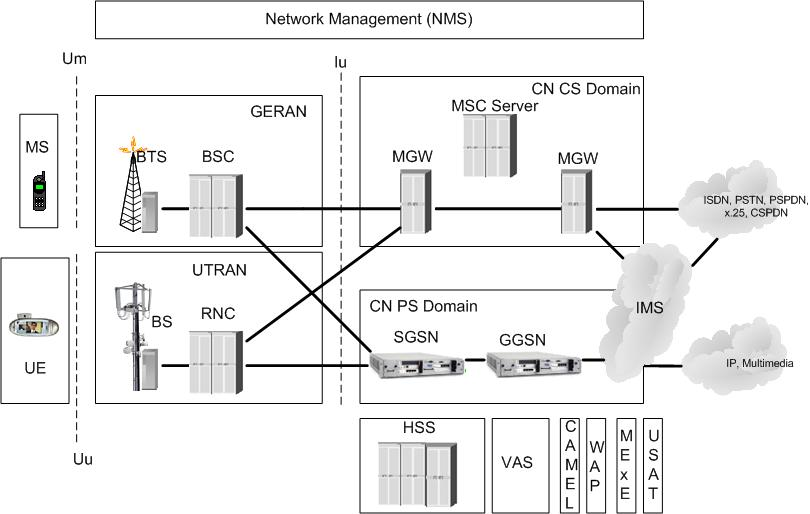 Network Management (NMS)
Um
Iu
CN CS Domain
GERAN
MSC Server
MS
BTS
BSC
MGW
MGW
ISDN, PSTN, PSPDN,
x.25, CSPDN
UTRAN
CN PS Domain
IMS
BS
RNC
SGSN
GGSN
UE
IP, Multimedia
Uu
HSS
VAS
CAMEL
WAP
MExE
USAT